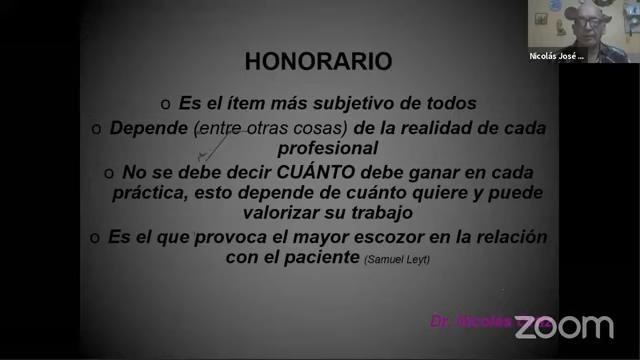 Nicolás José ...
HONORARIO
o Es el ítem más subjetivo de todos
o Depende (entre otras cosas) de la realidad de cada
profesional
o No se debe decir CUÁNTO debe ganar en cada
práctica, esto depende de cuánto quiere y puede
valorizar su trabajo
o Es el que provoca el mayor escozor en la relación
con el paciente (Samuel Leyt)
Dr. Nicolás
zoom